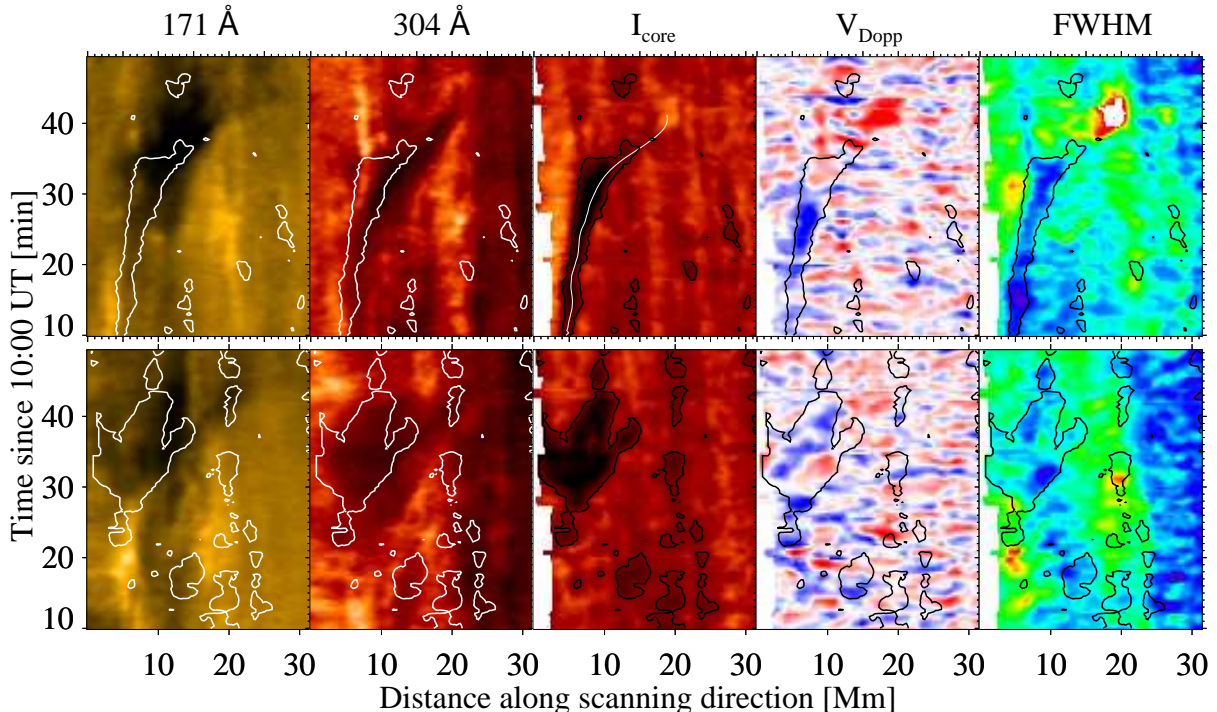 171 Å 304 Å I_core V_Dopp FWHM
40
30
20
10
40
30
20
10
Time since 10:00 UT [min]
10 20 30 10 20 30 10 20 30 10 20 30 10 20 30
Distance along scanning direction [Mm]